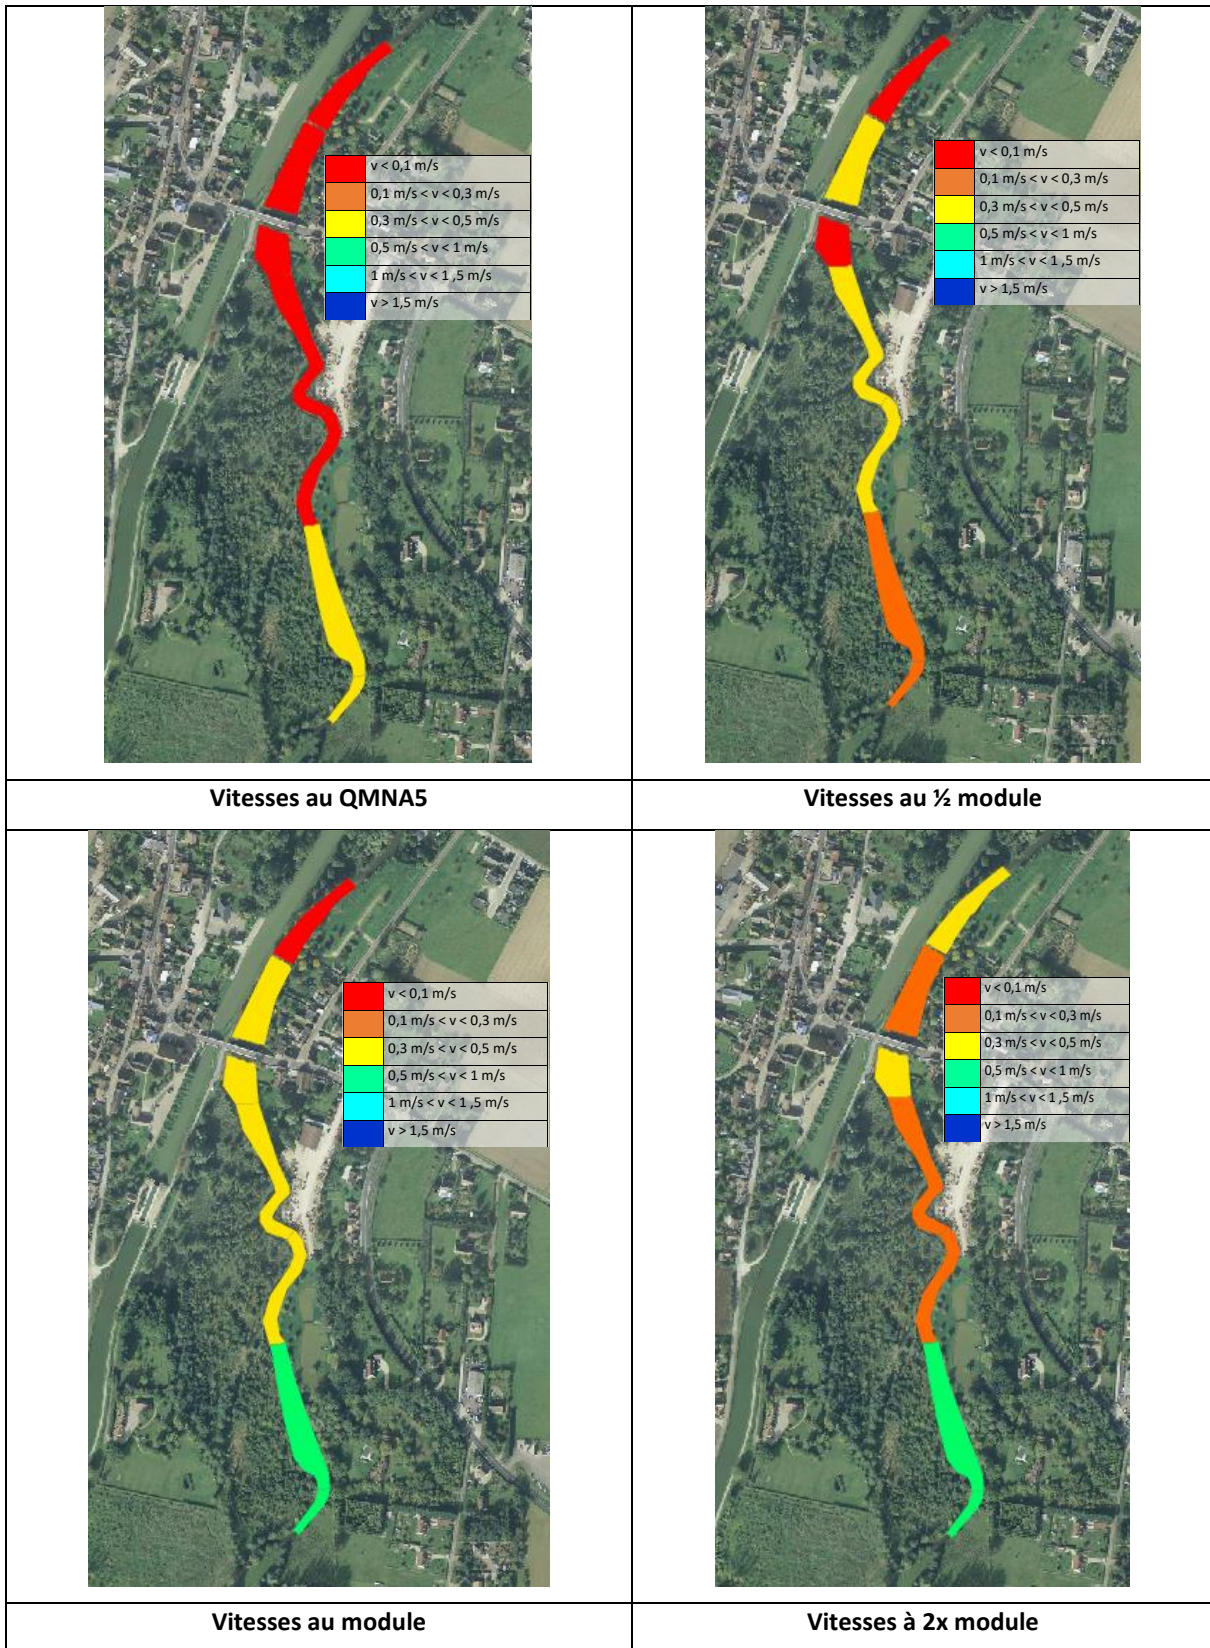 v < 0,1 m/s
0,1 m/s < v < 0,3 m/s
0,3 m/s < v < 0,5 m/s
0,5 m/s < v < 1 m/s
1 m/s < v < 1 ,5 m/s
v > 1,5 m/s
v < 0,1 m/s
0,1 m/s < v < 0,3 m/s
0,3 m/s < v < 0,5 m/s
0,5 m/s < v < 1 m/s
1 m/s < v < 1 ,5 m/s
v > 1,5 m/s
Vitesses au QMNA5
Vitesses au ½ module
v < 0,1 m/s
0,1 m/s < v < 0,3 m/s
0,3 m/s < v < 0,5 m/s
0,5 m/s < v < 1 m/s
1 m/s < v < 1 ,5 m/s
v > 1,5 m/s
v < 0,1 m/s
0,1 m/s < v < 0,3 m/s
0,3 m/s < v < 0,5 m/s
0,5 m/s < v < 1 m/s
1 m/s < v < 1 ,5 m/s
v > 1,5 m/s
Vitesses au module
Vitesses à 2x module